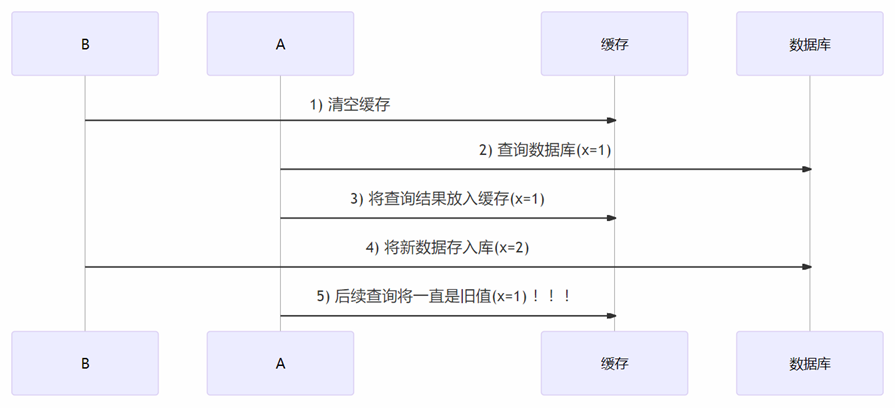 B
A
缓存
数据库
1) 清空缓存
2) 查询数据库(x=1)
3) 将查询结果放入缓存(x=1)
4) 将新数据存入库(x=2)
5) 后续查询将一直是旧值(x=1)！！！
B
A
缓存
数据库